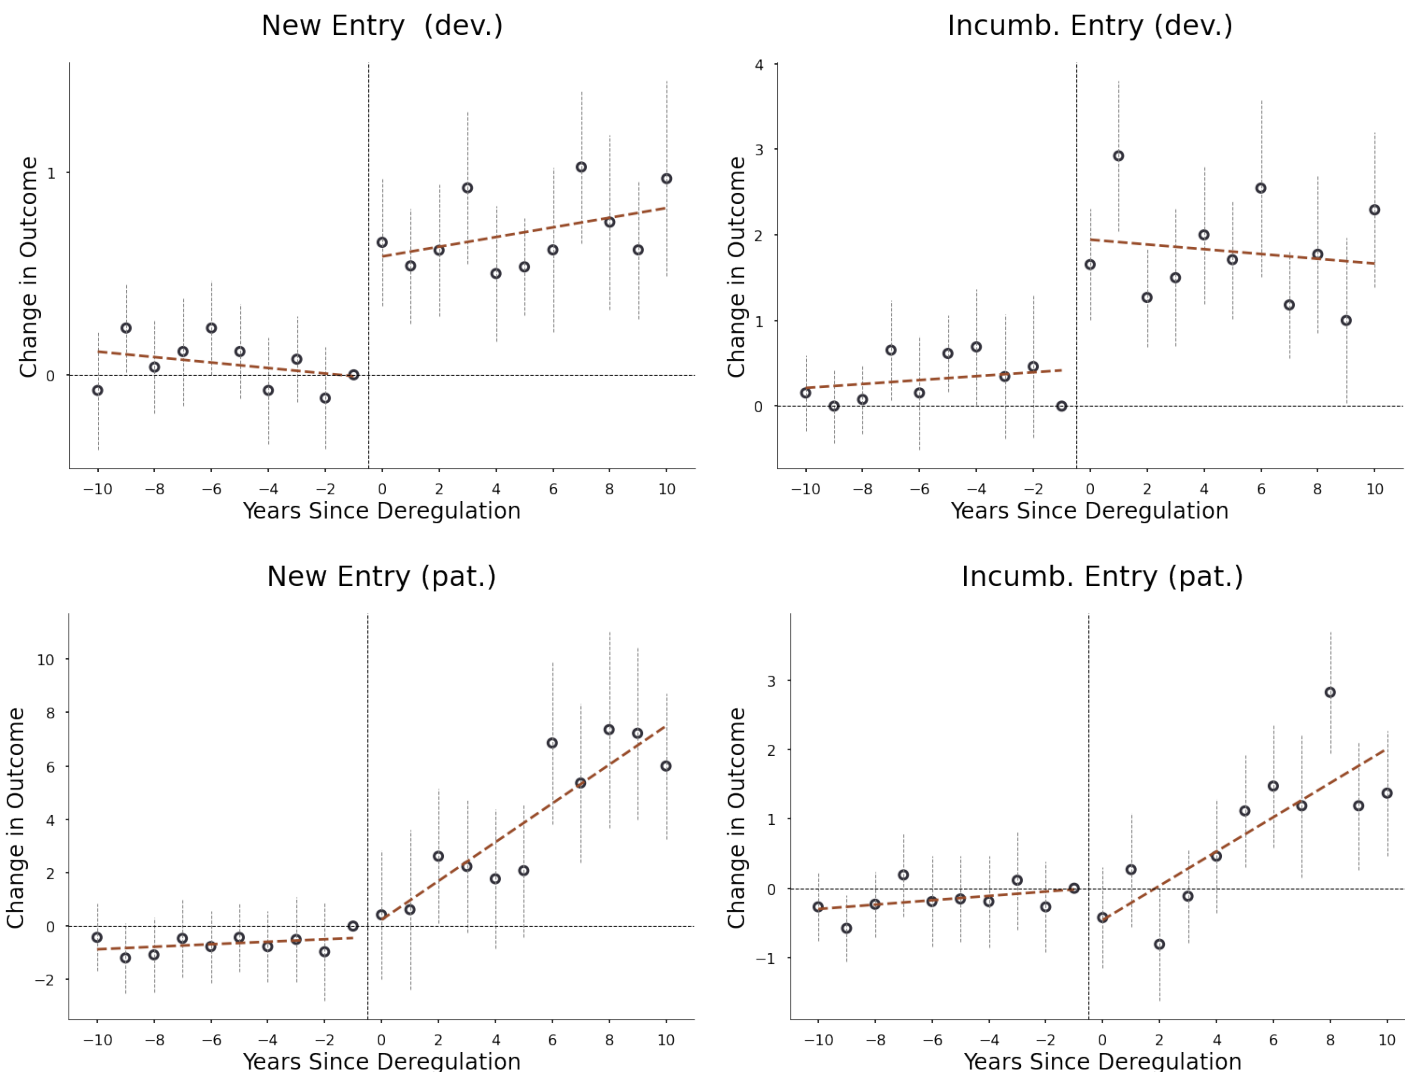 New Entry  (dev.)
Change in Outcome
1
0
−10 −8 −6 −4 −2 0 2 4 6 8 10
Years Since Deregulation
Incumb. Entry (dev.)
Change in Outcome
4
3
2
1
0
−10 −8 −6 −4 −2 0 2 4 6 8 10
Years Since Deregulation
New Entry (pat.)
Change in Outcome
10
8
6
4
2
0
−2
−10 −8 −6 −4 −2 0 2 4 6 8 10
Years Since Deregulation
Incumb. Entry (pat.)
Change in Outcome
3
2
1
0
−1
−10 −8 −6 −4 −2 0 2 4 6 8 10
Years Since Deregulation